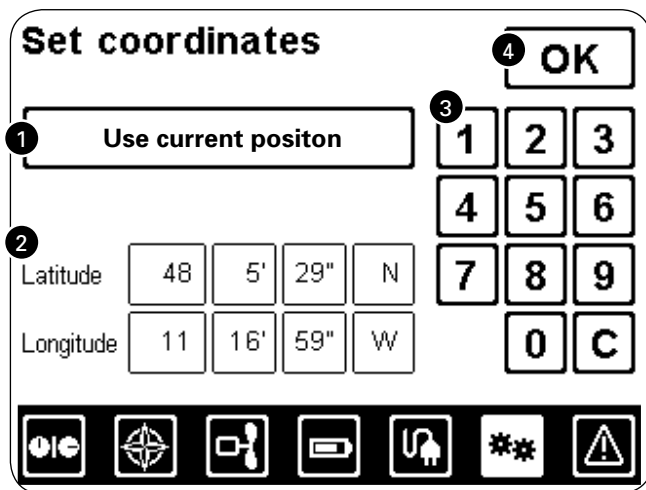 Set coordinates
4 OK
1 Use current positon
3
1 2 3
4 5 6
2
Latitude 48 5' 29" N
7 8 9
Longitude 11 16' 59" W
0 C